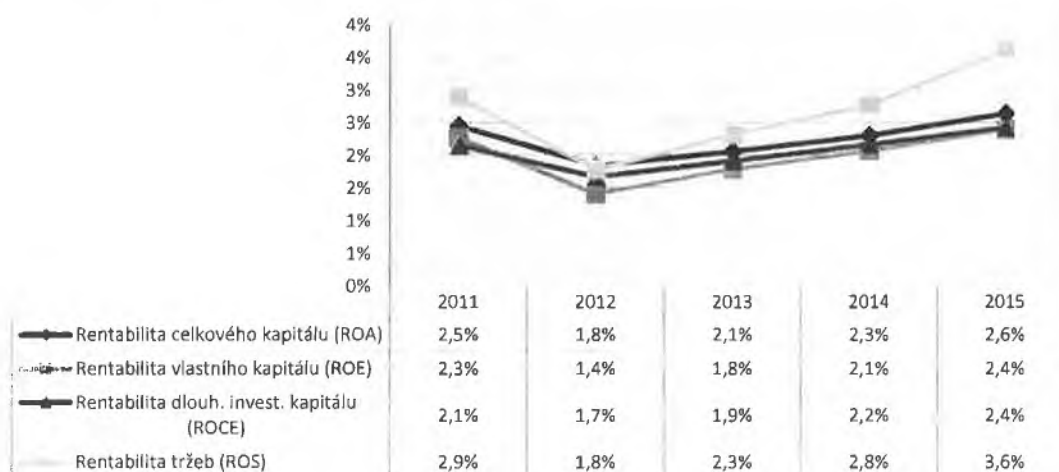 4%
4%
3%
3%
2%
2%
1%
1%
0%
2011 2012 2013 2014 2015
Rentabilita celkového kapitálu (ROA) 2,5% 1,8% 2,1% 2,3% 2,6%
Rentabilita vlastního kapitálu (ROE) 2,3% 1,4% 1,8% 2,1% 2,4%
Rentabilita dlouh. invest. kapitálu
(ROCE) 2,1% 1,7% 1,9% 2,2% 2,4%
Rentabilita tržeb (ROS) 2,9% 1,8% 2,3% 2,8% 3,6%